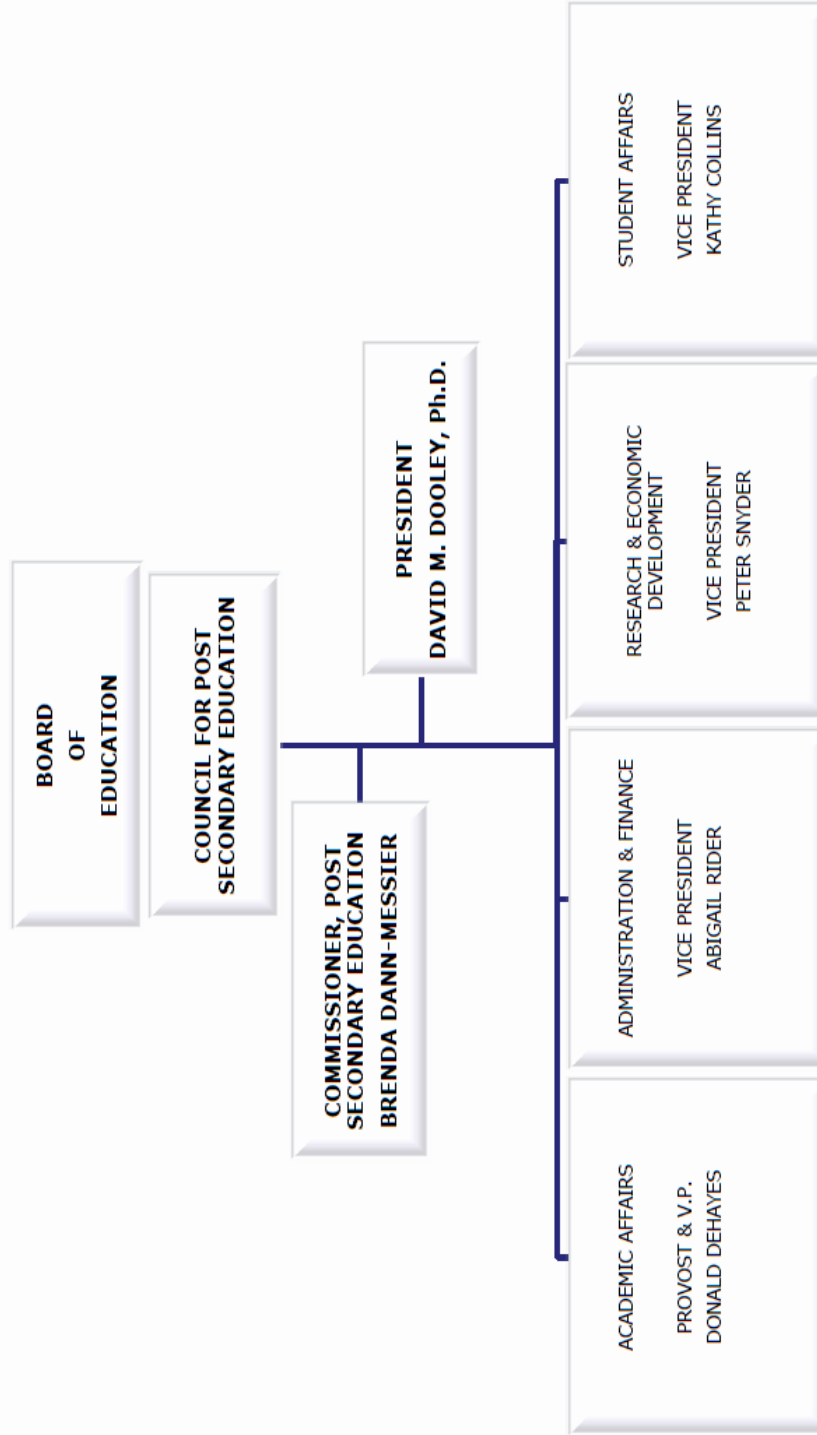 BOARD
OF
EDUCATION
COUNCIL FOR POST
SECONDARY EDUCATION
COMMISSIONER, POST
SECONDARY EDUCATION
BRENDA DANN-MESSIER
PRESIDENT
DAVID M. DOOLEY, Ph.D.
ACADEMIC AFFAIRS
PROVOST & V.P.
DONALD DEHAYES
ADMINISTRATION & FINANCE
VICE PRESIDENT
ABIGAIL RIDER
RESEARCH & ECONOMIC
DEVELOPMENT
VICE PRESIDENT
PETER SNYDER
STUDENT AFFAIRS
VICE PRESIDENT
KATHY COLLINS